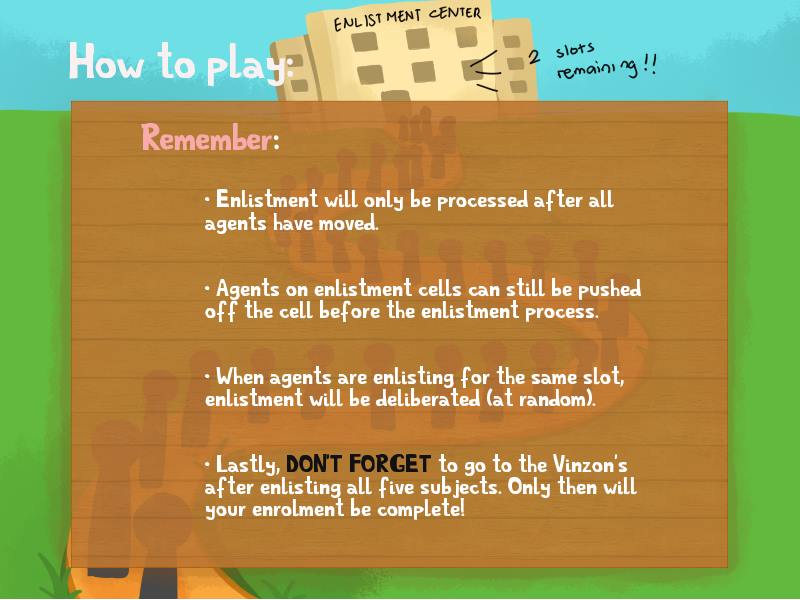 ENLISTMENT CENTER
How to play:
2 slots
remaining!!
Remember:
• Enlistment will only be processed after all
agents have moved.
• Agents on enlistment cells can still be pushed
off the cell before the enlistment process.
• When agents are enlisting for the same slot,
enlistment will be deliberated (at random).
• Lastly, DON'T FORGET to go to the Vinzon's
after enlisting all five subjects. Only then will
your enrolment be complete!